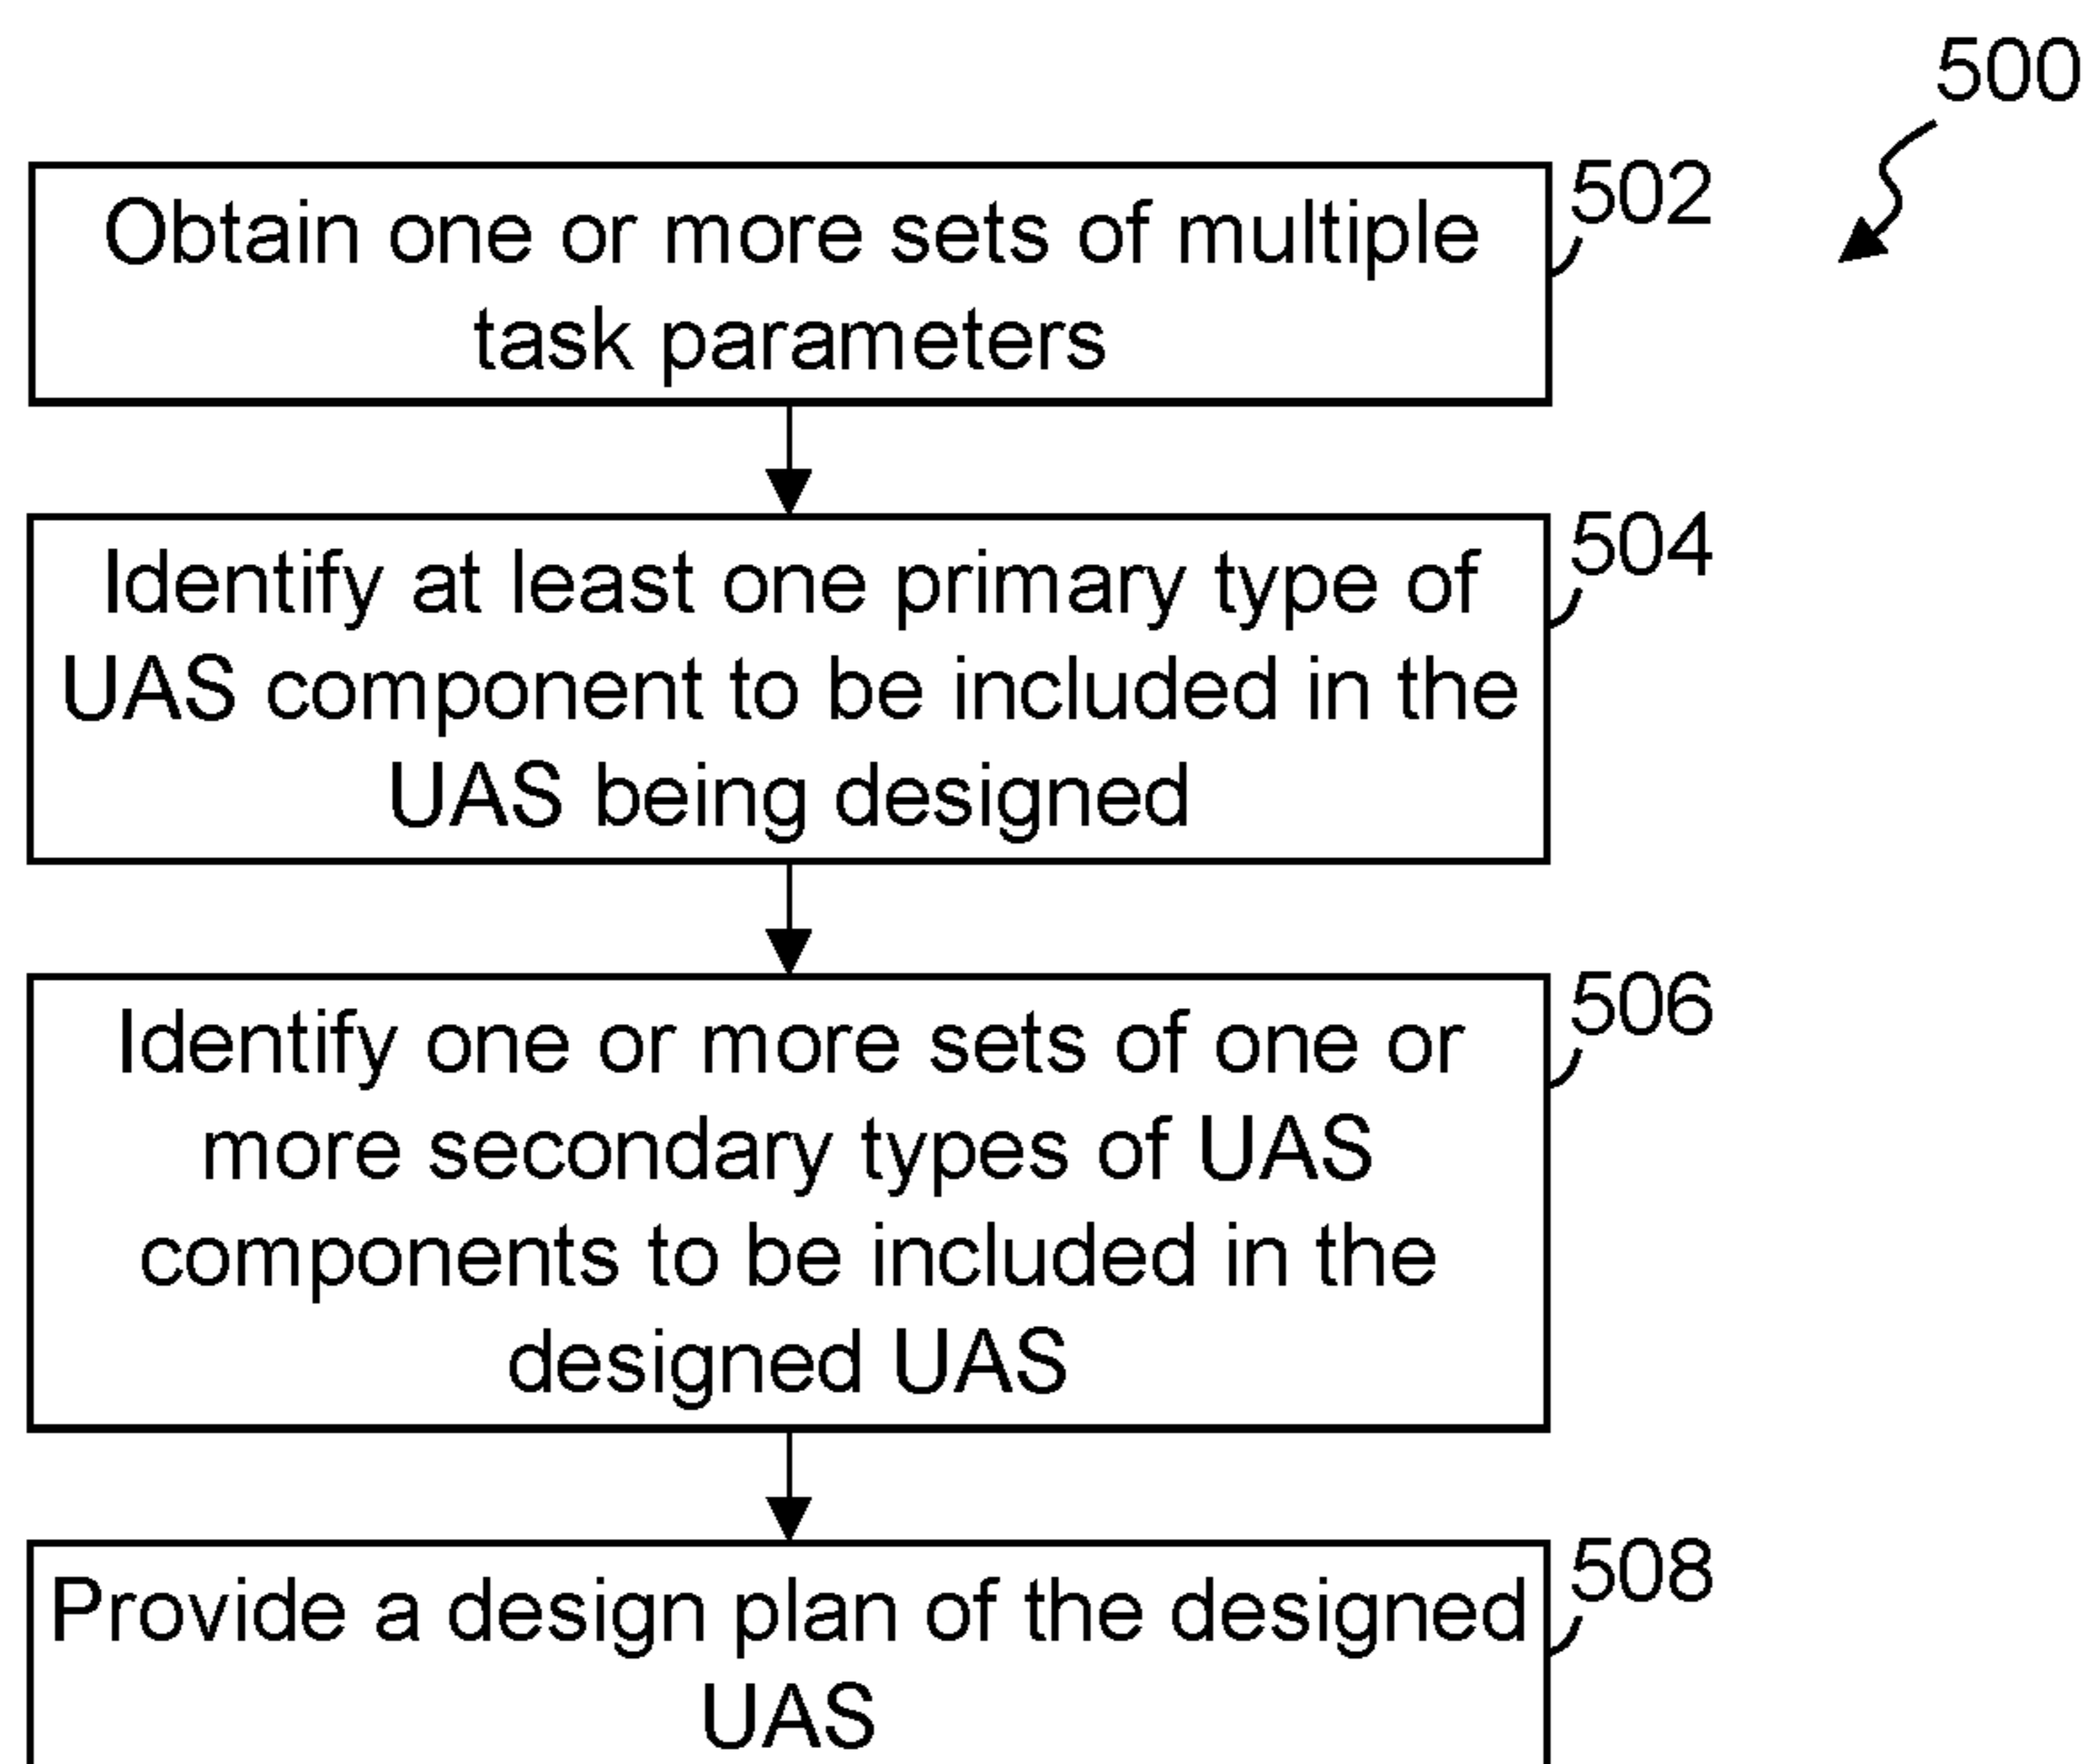 500
502
Obtain one or more sets of multiple
task parameters
504
Identify at least one primary type of
UAS component to be included in the
UAS being designed
506
Identify one or more sets of one or
more secondary types of UAS
components to be included in the
designed UAS
508
Provide a design plan of the designed
UAS